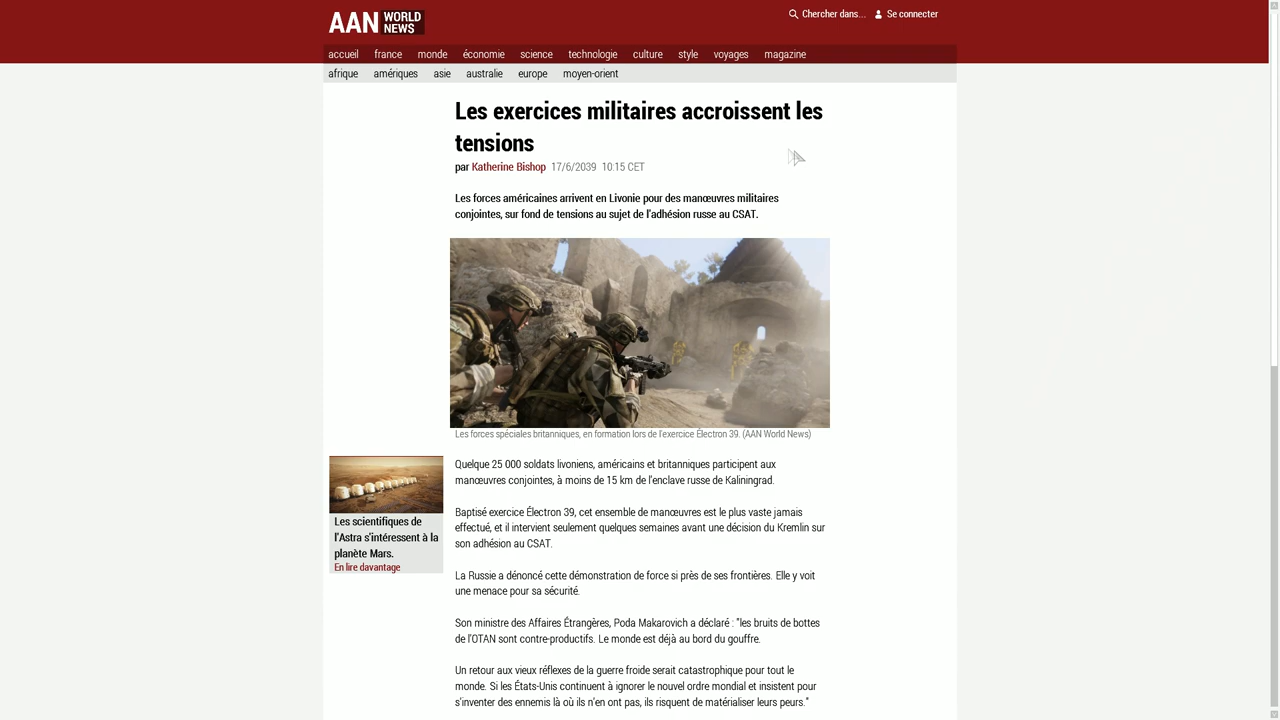 AAN WORLD NEWS
Chercher dans... Se connecter
accueil france monde économie science technologie culture style voyages magazine
afrique amériques asie australie europe moyen-orient
Les exercices militaires accroissent les
tensions
par Katherine Bishop 17/6/2039 10:15 CET
Les forces américaines arrivent en Livonie pour des manœuvres militaires
conjointes, sur fond de tensions au sujet de l'adhésion russe au CSAT.
Les forces spéciales britanniques, en formation lors de l'exercice Électron 39. (AAN World News)
Quelque 25 000 soldats livoniens, américains et britanniques participent aux
manœuvres conjointes, à moins de 15 km de l'enclave russe de Kaliningrad.
Baptisé exercice Électron 39, cet ensemble de manœuvres est le plus vaste jamais
effectué, et il intervient seulement quelques semaines avant une décision du Kremlin sur
son adhésion au CSAT.
La Russie a dénoncé cette démonstration de force si près de ses frontières. Elle y voit
une menace pour sa sécurité.
Son ministre des Affaires Étrangères, Poda Makarovich a déclaré : "les bruits de bottes
de l'OTAN sont contre-productifs. Le monde est déjà au bord du gouffre.
Un retour aux vieux réflexes de la guerre froide serait catastrophique pour tout le
monde. Si les États-Unis continuent à ignorer le nouvel ordre mondial et insistent pour
s'inventer des ennemis là où ils n'en ont pas, ils risquent de matérialiser leurs peurs."
Les scientifiques de
l'Astra s'intéressent à la
planète Mars.
En lire davantage